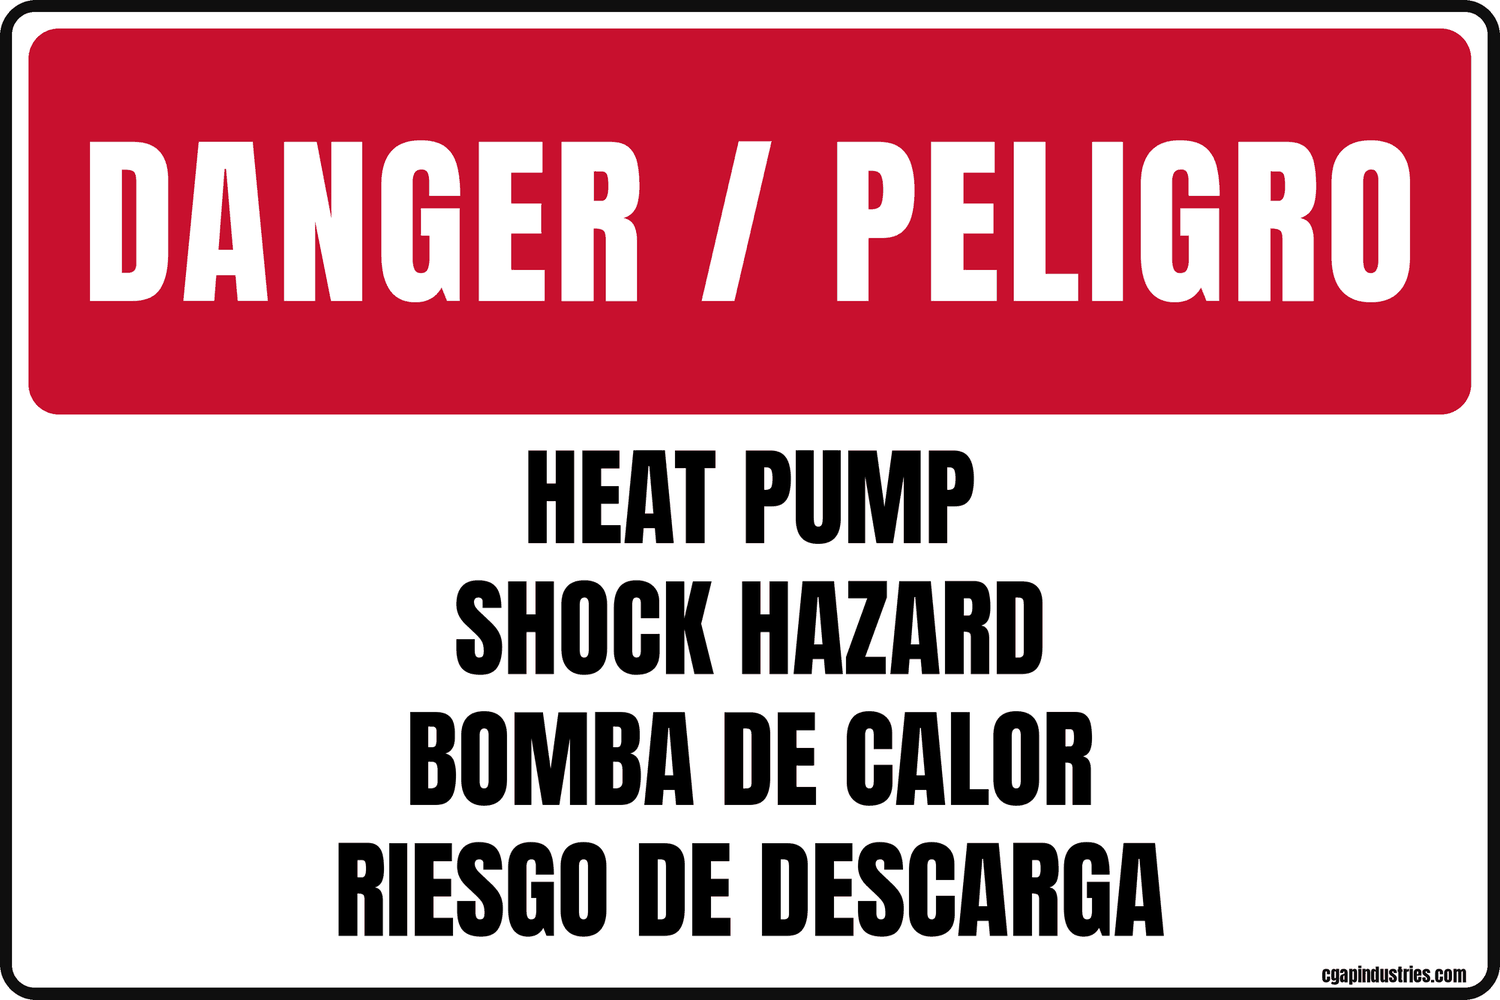 DANGER / PELIGRO
HEAT PUMP
SHOCK HAZARD
BOMBA DE CALOR
RIESGO DE DESCARGA
cgapindustries.com